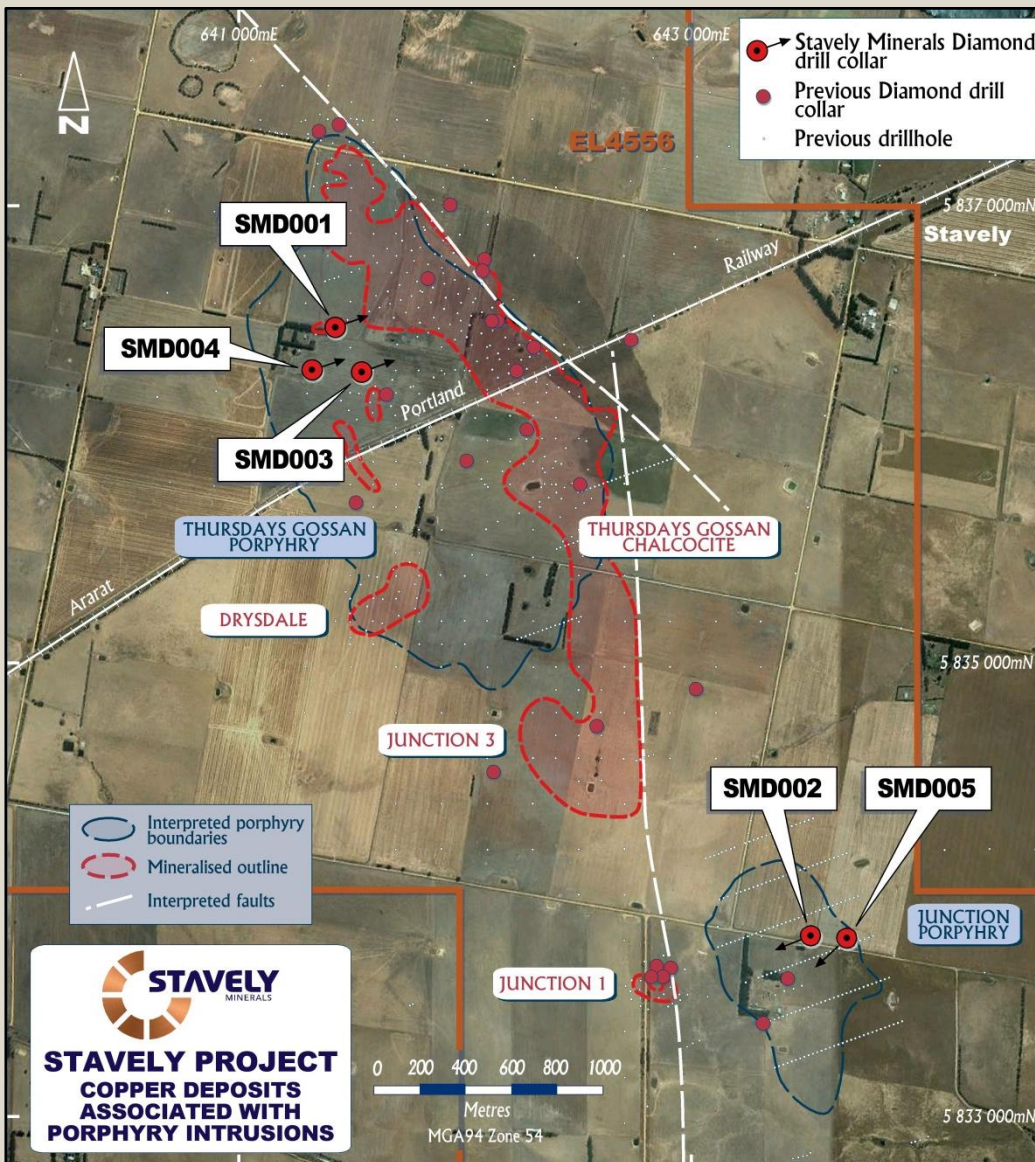 641 000mE
643 000mE
N
Stavely Minerals Diamond
drill collar
Previous Diamond drill
collar
Previous drillhole
EL4556
5 837 000mN
Stavely
SMD001
Railway
SMD004
Portland
SMD003
THURSDAYS GOSSAN
PORPYHRY
THURSDAYS GOSSAN
CHALCOCITE
Ararat
DRYSDALE
5 835 000mN
JUNCTION 3
SMD002
SMD005
Interpreted porphyry
boundaries
Mineralised outline
Interpreted faults
JUNCTION
PORPYHRY
JUNCTION 1
STAVELY
MINERALS
STAVELY PROJECT
COPPER DEPOSITS
ASSOCIATED WITH
PORPHYRY INTRUSIONS
0 200 400 600 800 1000
Metres
MGA94 Zone 54
5 833 000mN